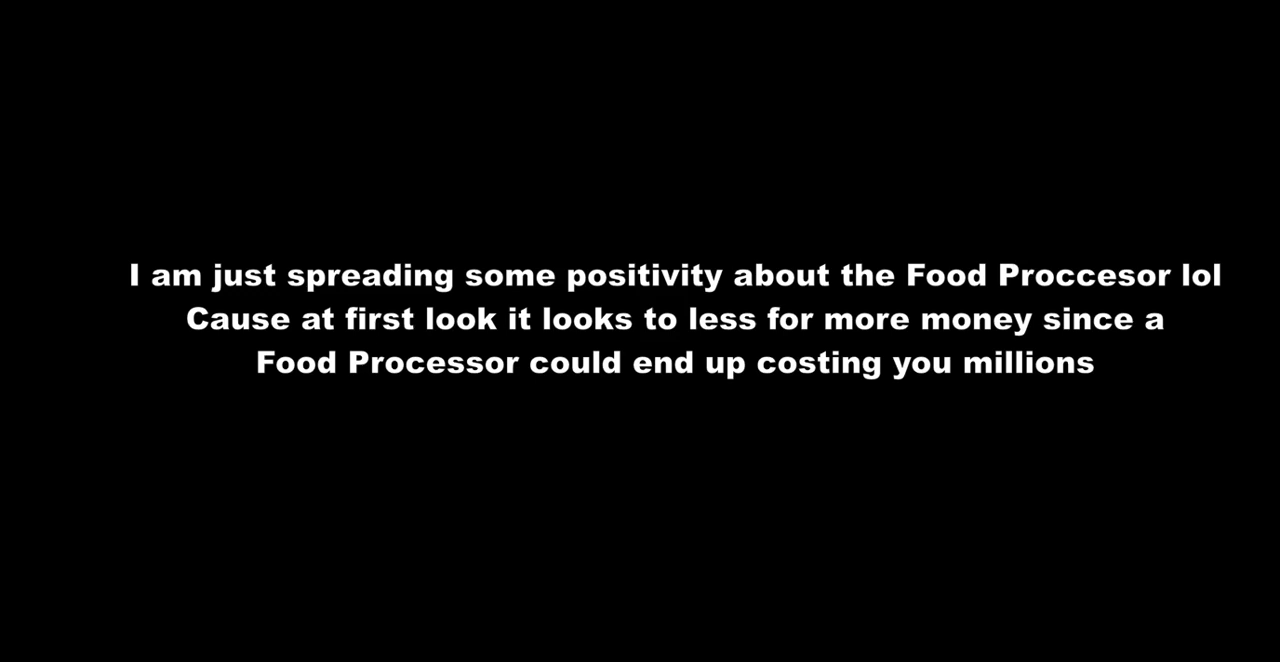 I am just spreading some positivity about the Food Proccesor lol
Cause at first look it looks to less for more money since a
Food Processor could end up costing you millions